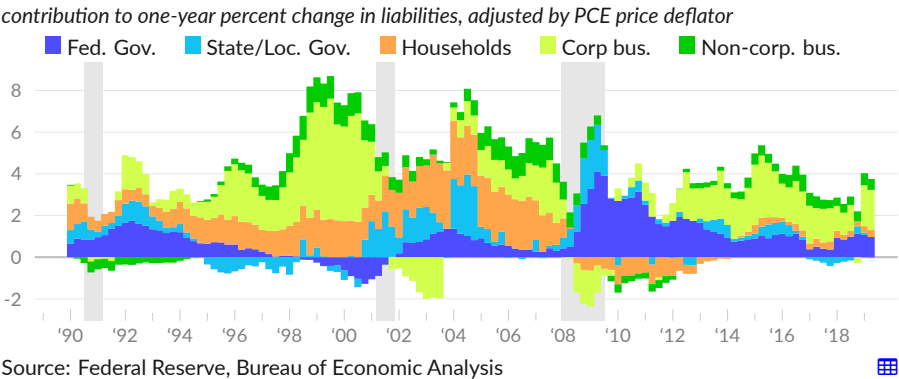 contribution to one-year percent change in liabilities, adjusted by PCE price deflator
Fed. Gov. State/Loc. Gov. Households Corp bus. Non-corp. bus.
8
6
4
2
0
-2
‘90 ‘92 ‘94 ‘96 ‘98 ‘00 ‘02 ‘04 ‘06 ‘08 ‘10 ‘12 ‘14 ‘16 ‘18
Source: Federal Reserve, Bureau of Economic Analysis